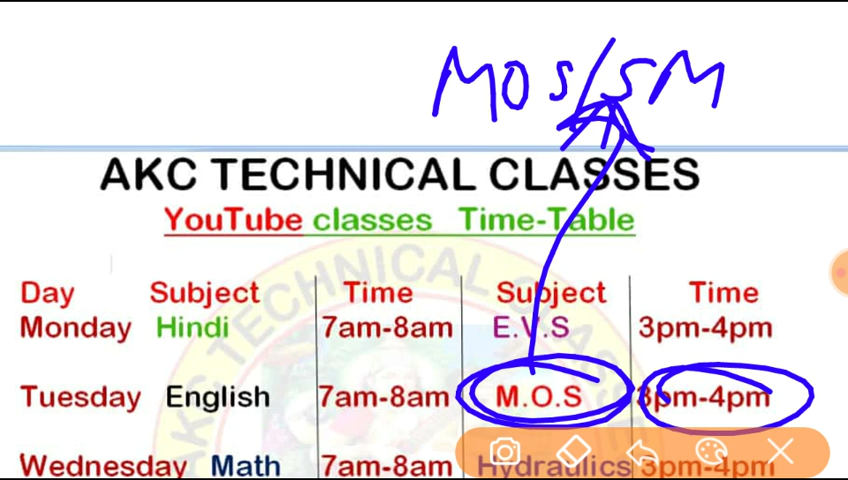 MOS/SM
AKC TECHNICAL CLASSES
YouTube classes Time-Table
Day Subject Time Subject Time
Monday Hindi 7am-8am E.V.S 3pm-4pm
Tuesday English 7am-8am M.O.S 3pm-4pm
Wednesday Math 7am-8am Hydraulics 3pm-4pm